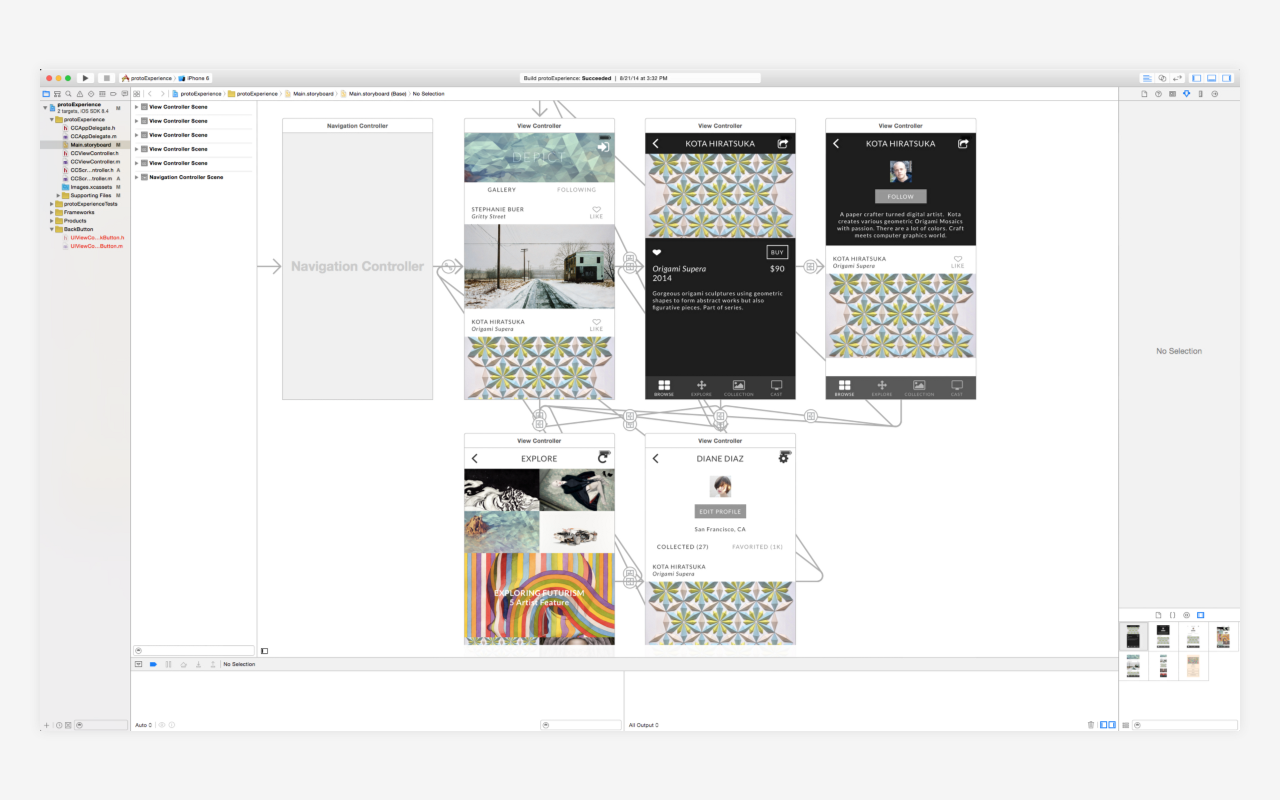 protoExperience
iPhone 6
Build protoExperience: Succeeded | 8/21/14 at 3:32 PM
protoExperience
protoExperience
Main.storyboard
Main.storyboard (Base)
No Selection
protoExperience M
2 targets, iOS SDK 8.4
protoExperience
CCAppDelegate.h
CCAppDelegate.m
Main.storyboard M
CCViewController.h
CCViewController.m
CCScr...ntroller.h A
CCScr...troller.m A
Images.xcassets M
Supporting Files M
protoExperienceTests
Frameworks
Products
BackButton
UIViewCo...kButton.h
UIViewCo...Button.m
View Controller Scene
View Controller Scene
View Controller Scene
View Controller Scene
View Controller Scene
Navigation Controller Scene
Navigation Controller
Navigation Controller
View Controller
DEPICT
GALLERY
FOLLOWING
STEPHANIE BUER
Gritty Street
LIKE
KOTA HIRATSUKA
Origami Supera
LIKE
View Controller
KOTA HIRATSUKA
BUY
Origami Supera
$90
2014
Gorgeous origami sculptures using geometric
shapes to form abstract works but also
figurative pieces. Part of series.
BROWSE
EXPLORE
COLLECTION
CAST
View Controller
KOTA HIRATSUKA
FOLLOW
A paper crafter turned digital artist. Kota
creates various geometric Origami Mosaics
with passion. There are a lot of colors. Craft
meets computer graphics world.
KOTA HIRATSUKA
Origami Supera
LIKE
BROWSE
EXPLORE
COLLECTION
CAST
View Controller
EXPLORE
EXPLORING FUTURISM
5 Artist Feature
View Controller
DIANE DIAZ
EDIT PROFILE
San Francisco, CA
COLLECTED (27)
FAVORITED (1K)
KOTA HIRATSUKA
Origami Supera
No Selection
No Selection
Auto
All Output